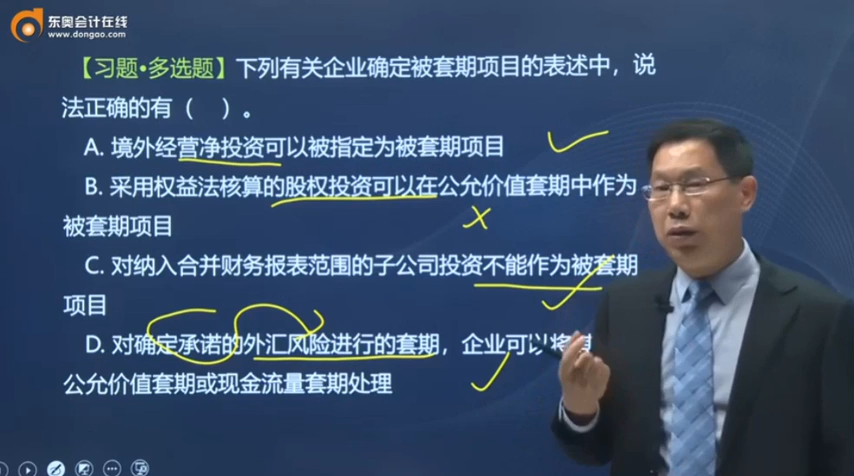 东奥会计在线
www.dongao.com
【习题·多选题】下列有关企业确定被套期项目的表述中，说
法正确的有（ ）。
A. 境外经营净投资可以被指定为被套期项目
B. 采用权益法核算的股权投资可以在公允价值套期中作为
被套期项目
C. 对纳入合并财务报表范围的子公司投资不能作为被套期
项目
D. 对确定承诺的外汇风险进行的套期，企业可以将
公允价值套期或现金流量套期处理